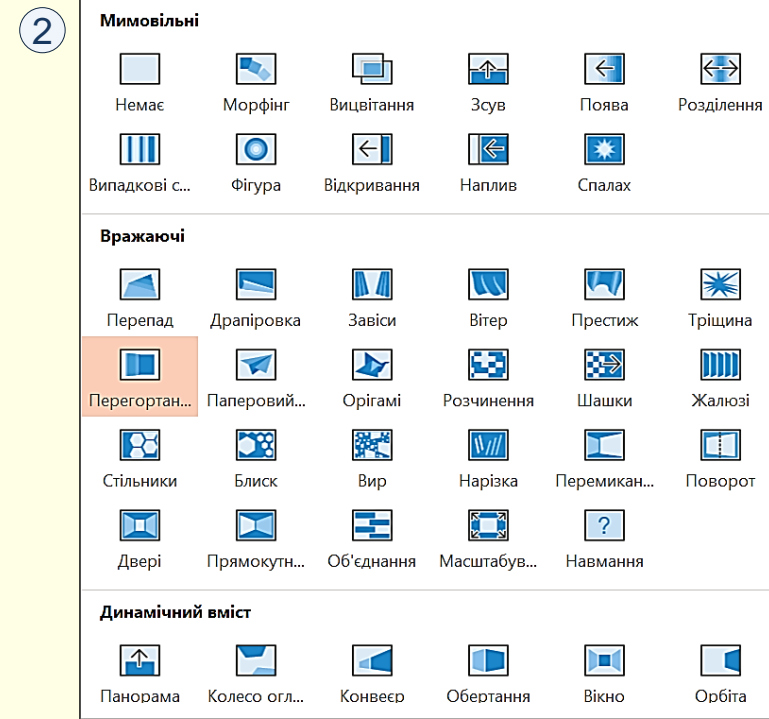 2
Мимовільні
Немає Морфінг Вицвітання Зсув Поява Розділення
Випадкові с... Фігура Відкривання Наплив Спалах
Вражаючі
Перепад Драпіровка Завіси Вітер Престиж Тріщина
Перегортан... Паперовий... Орігамі Розчинення Шашки Жалюзі
Стільники Блиск Вир Нарізка Перемикан... Поворот
Двері Прямокутн... Об'єднання Масштабув... Навмання
Динамічний вміст
Панорама Колесо огл... Конвеєр Обертання Вікно Орбіта